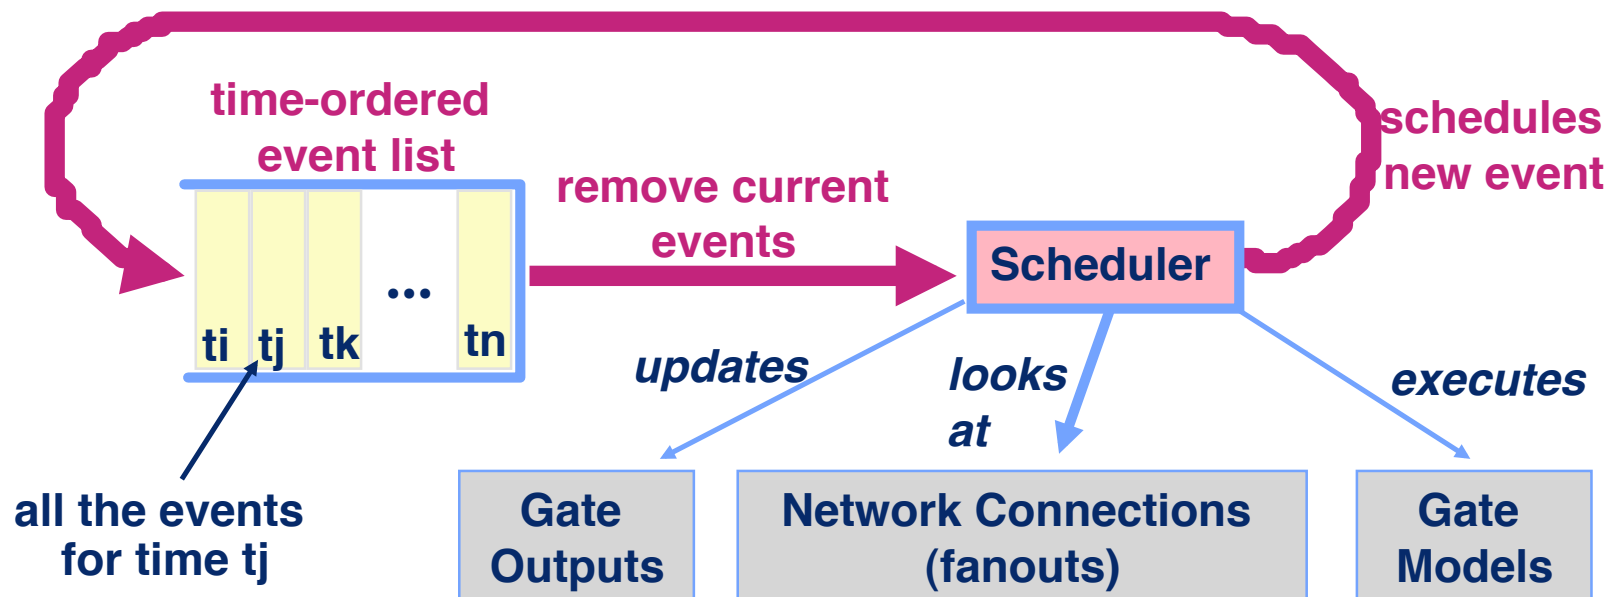 time-ordered
event list
remove current
events
schedules
new event
Scheduler
ti tj tk ... tn
updates
looks
at
executes
all the events
for time tj
Gate
Outputs
Network Connections
(fanouts)
Gate
Models